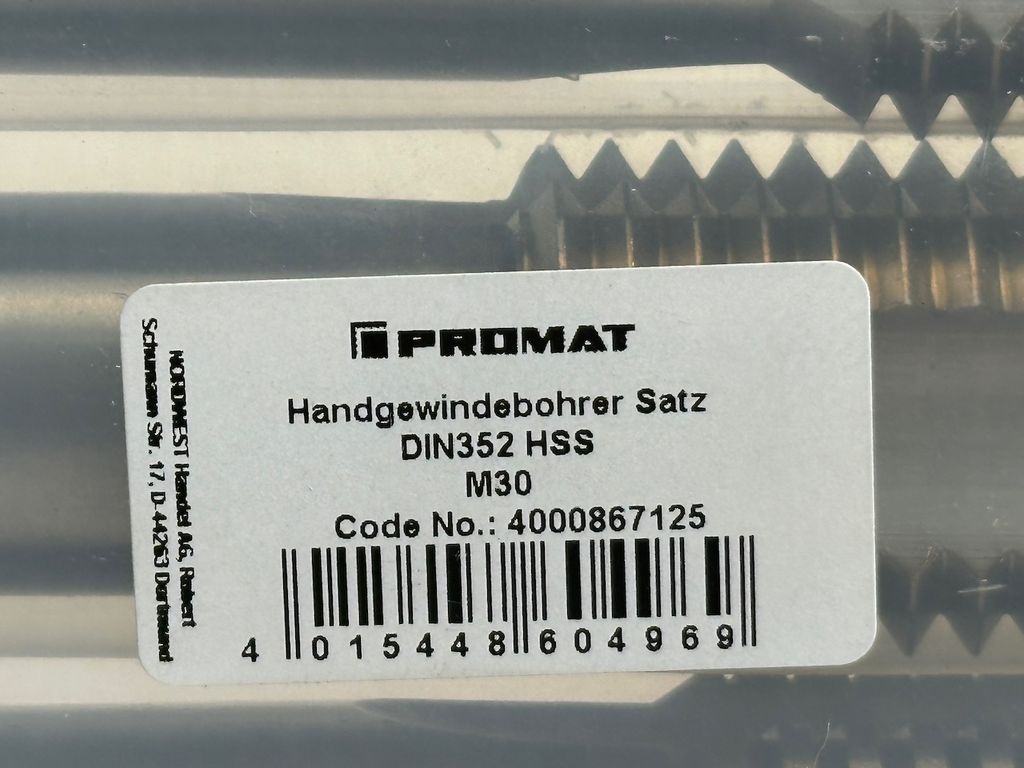 PROMAT
Handgewindebohrer Satz
DIN352 HSS
M30
Code No.: 4000867125
4 015448 604969
NORDWEST Handel AG, Robert
Schumann Str. 17, D-44263 Dortmund